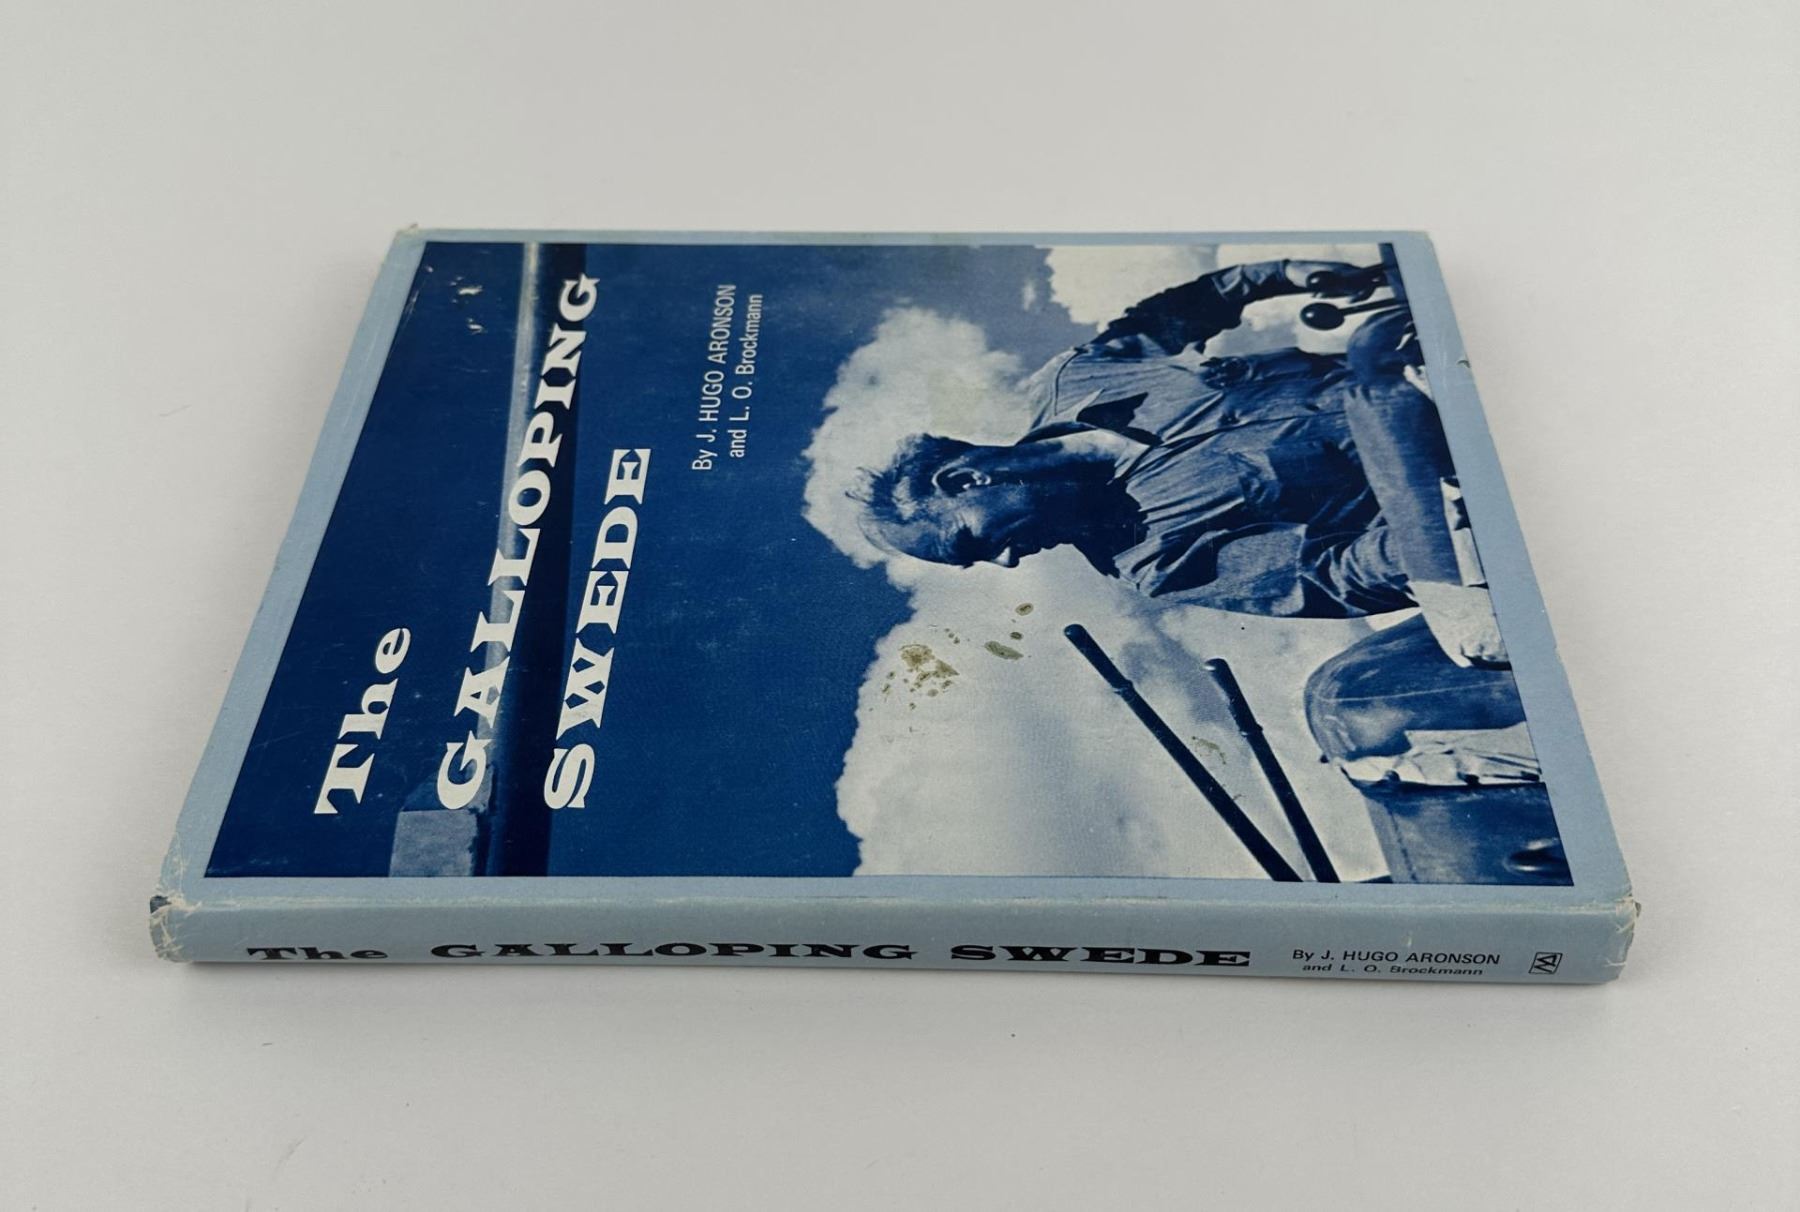 The
GALLOPING
SWEDE
By J. HUGO ARONSON
and L. O. Brockmann
The GALLOPING SWEDE
By J. HUGO ARONSON
and L. O. Brockmann